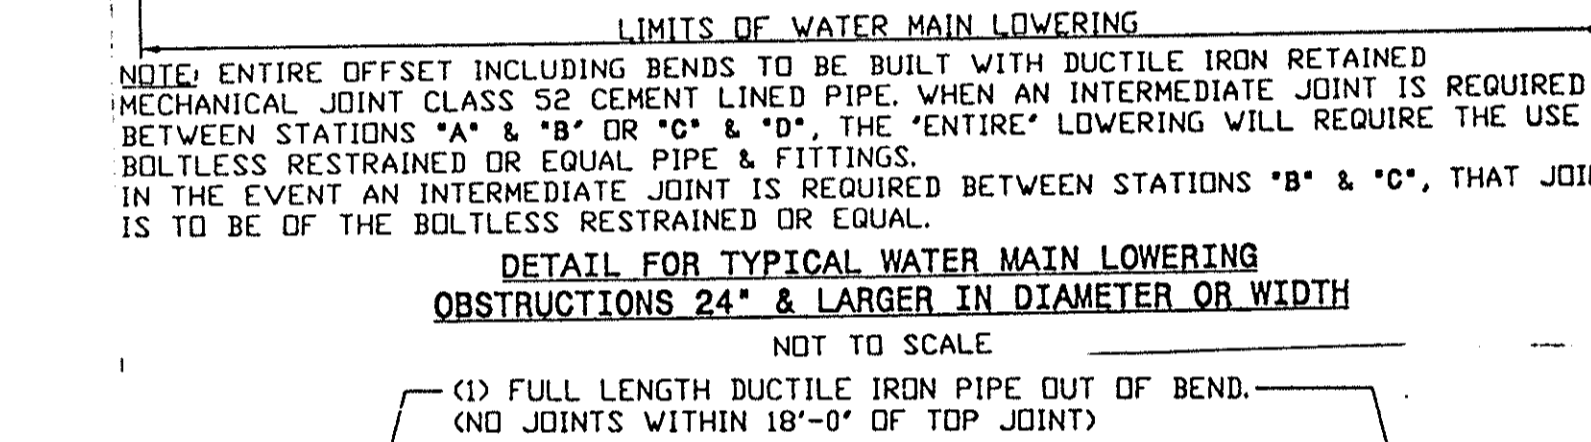 LIMITS OF WATER MAIN LOWERING
NOTE: ENTIRE OFFSET INCLUDING BENDS TO BE BUILT WITH DUCTILE IRON RETAINED
MECHANICAL JOINT CLASS 52 CEMENT LINED PIPE. WHEN AN INTERMEDIATE JOINT IS REQUIRED
BETWEEN STATIONS "A" & "B" OR "C" & "D", THE "ENTIRE" LOWERING WILL REQUIRE THE USE
BOLTLESS RESTRAINED OR EQUAL PIPE & FITTINGS.
IN THE EVENT AN INTERMEDIATE JOINT IS REQUIRED BETWEEN STATIONS "B" & "C", THAT
IS TO BE OF THE BOLTLESS RESTRAINED OR EQUAL.
DETAIL FOR TYPICAL WATER MAIN LOWERING
OBSTRUCTIONS 24" & LARGER IN DIAMETER OR WIDTH
NOT TO SCALE
(1) FULL LENGTH DUCTILE IRON PIPE OUT OF BEND.
(NO JOINTS WITHIN 18'-0" OF TOP JOINT)